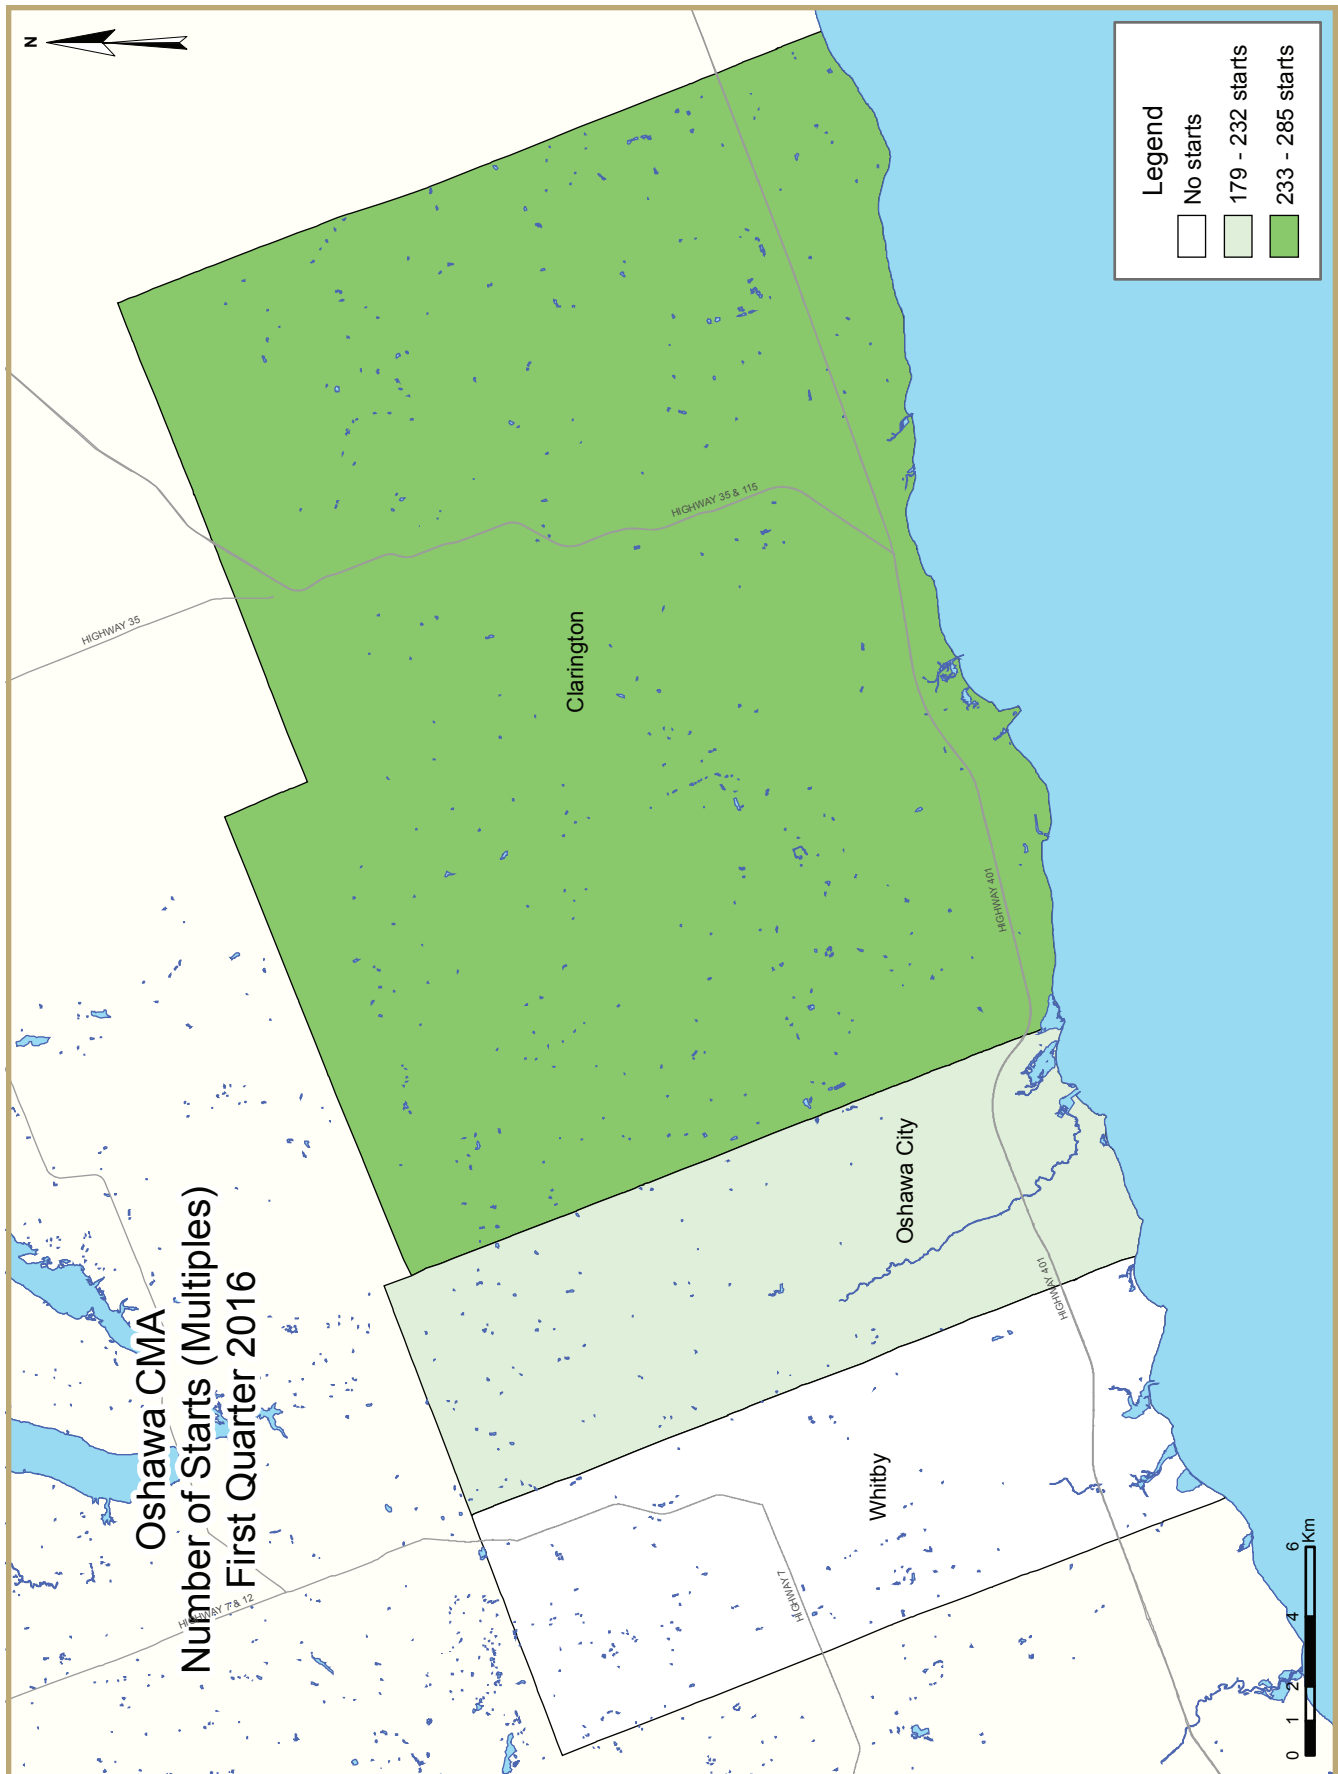 Oshawa CMA
Number of Starts (Multiples)
First Quarter 2016
N
HIGHWAY 7 & 12
HIGHWAY 35
HIGHWAY 35 & 115
Clarington
HIGHWAY 401
Oshawa City
HIGHWAY 401
Whitby
HIGHWAY 7
Legend
No starts
179 - 232 starts
233 - 285 starts
0 1 2 4 6
Km